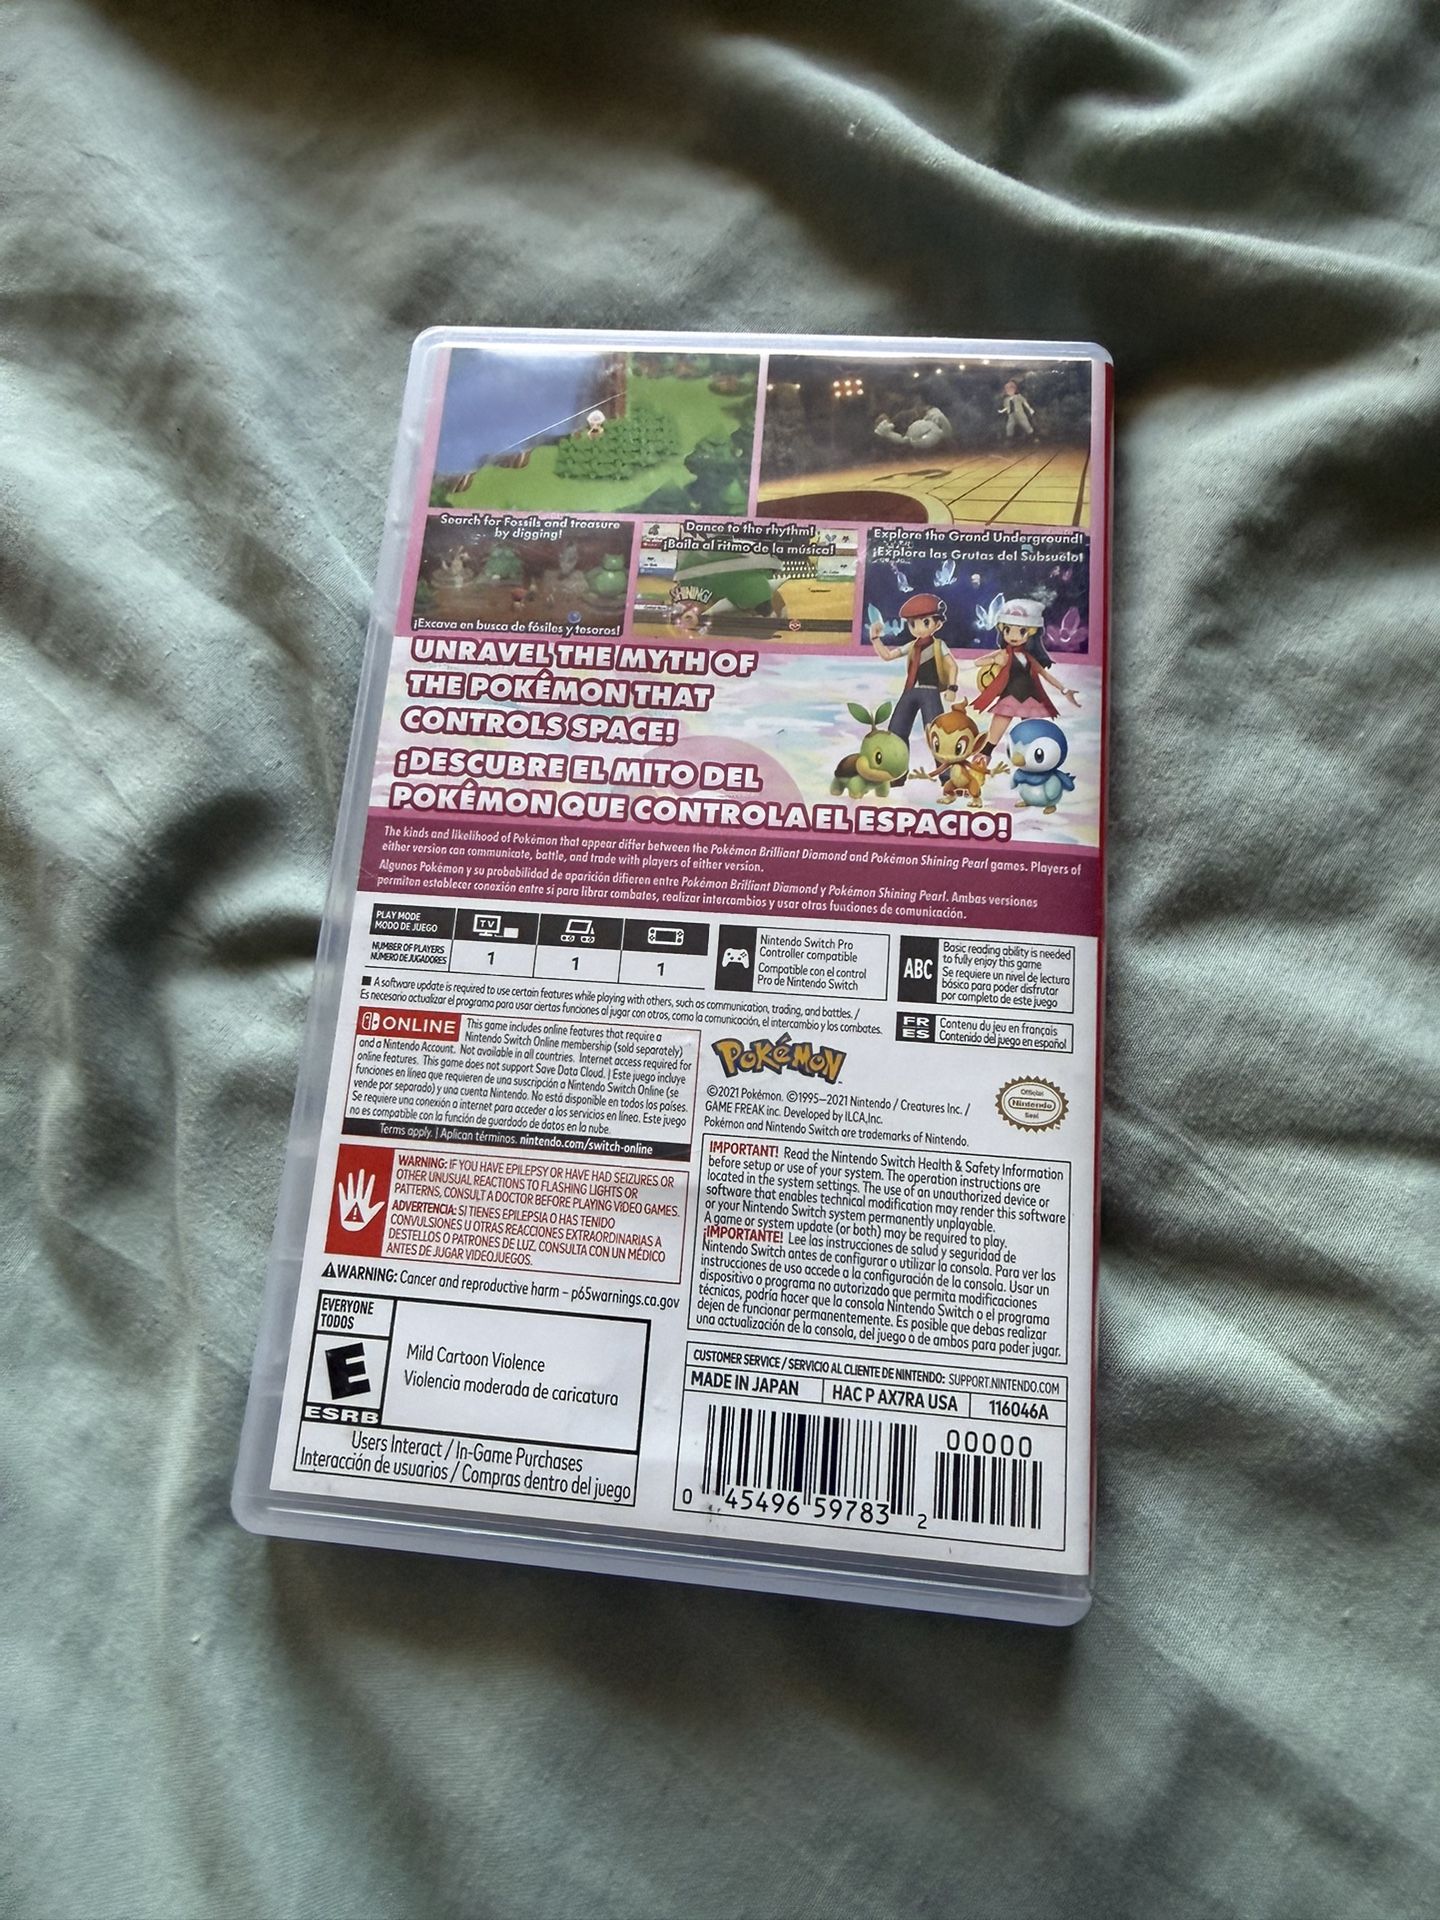 Search for Fossils and treasure
by digging!
¡Excava en busca de fósiles y tesoros!
Dance to the rhythm!
¡Baila al ritmo de la música!
SHINING!
Explore the Grand Underground!
¡Explora las Grutas del Subsuelo!
UNRAVEL THE MYTH OF
THE POKÉMON THAT
CONTROLS SPACE!
¡DESCUBRE EL MITO DEL
POKÉMON QUE CONTROLA EL ESPACIO!
The kinds and likelihood of Pokémon that appear differ between the Pokémon Brilliant Diamond and Pokémon Shining Pearl games. Players of
either version can communicate, battle, and trade with players of either version.
Algunos Pokémon y su probabilidad de aparición difieren entre Pokémon Brilliant Diamond y Pokémon Shining Pearl. Ambas versiones
permiten establecer conexión entre sí para librar combates, realizar intercambios y usar otras funciones de comunicación.
PLAY MODE
MODO DE JUEGO
TV
NUMBER OF PLAYERS
NÚMERO DE JUGADORES
1
1
1
Nintendo Switch Pro
Controller compatible
Compatible con el control
Pro de Nintendo Switch
ABC
Basic reading ability is needed
to fully enjoy this game
Se requiere un nivel de lectura
básico para poder disfrutar
por completo de este juego
A software update is required to use certain features while playing with others, such as communication, trading, and battles. /
Es necesario actualizar el programa para usar ciertas funciones al jugar con otros, como la comunicación, el intercambio y los combates.
FR
ES
Contenu du jeu en français
Contenido del juego en español
ONLINE
This game includes online features that require a
Nintendo Switch Online membership (sold separately)
and a Nintendo Account. Not available in all countries. Internet access required for
online features. This game does not support Save Data Cloud. | Este juego incluye
funciones en línea que requieren de una suscripción a Nintendo Switch Online (se
vende por separado) y una cuenta Nintendo. No está disponible en todos los países.
Se requiere una conexión a internet para acceder a los servicios en línea. Este juego
no es compatible con la función de guardado de datos en la nube.
Terms apply. | Aplican términos. nintendo.com/switch-online
POKéMON
©2021 Pokémon. ©1995–2021 Nintendo / Creatures Inc. /
GAME FREAK inc. Developed by ILCA,Inc.
Pokémon and Nintendo Switch are trademarks of Nintendo.
Official
Nintendo
Seal
WARNING: IF YOU HAVE EPILEPSY OR HAVE HAD SEIZURES OR
OTHER UNUSUAL REACTIONS TO FLASHING LIGHTS OR
PATTERNS, CONSULT A DOCTOR BEFORE PLAYING VIDEO GAMES.
ADVERTENCIA: SI TIENES EPILEPSIA O HAS TENIDO
CONVULSIONES U OTRAS REACCIONES EXTRAORDINARIAS A
DESTELLOS O PATRONES DE LUZ, CONSULTA CON UN MÉDICO
ANTES DE JUGAR VIDEOJUEGOS.
WARNING: Cancer and reproductive harm – p65warnings.ca.gov
IMPORTANT! Read the Nintendo Switch Health & Safety Information
before setup or use of your system. The operation instructions are
located in the system settings. The use of an unauthorized device or
software that enables technical modification may render this software
or your Nintendo Switch system permanently unplayable.
A game or system update (or both) may be required to play.
¡IMPORTANTE! Lee las instrucciones de salud y seguridad de
Nintendo Switch antes de configurar o utilizar la consola. Para ver las
instrucciones de uso accede a la configuración de la consola. Usar un
dispositivo o programa no autorizado que permita modificaciones
técnicas, podría hacer que la consola Nintendo Switch o el programa
dejen de funcionar permanentemente. Es posible que debas realizar
una actualización de la consola, del juego o de ambos para poder jugar.
EVERYONE
TODOS
E
ESRB
Mild Cartoon Violence
Violencia moderada de caricatura
Users Interact / In-Game Purchases
Interacción de usuarios / Compras dentro del juego
CUSTOMER SERVICE / SERVICIO AL CLIENTE DE NINTENDO: SUPPORT.NINTENDO.COM
MADE IN JAPAN
HAC P AX7RA USA
116046A
00000
0 45496 59783 2